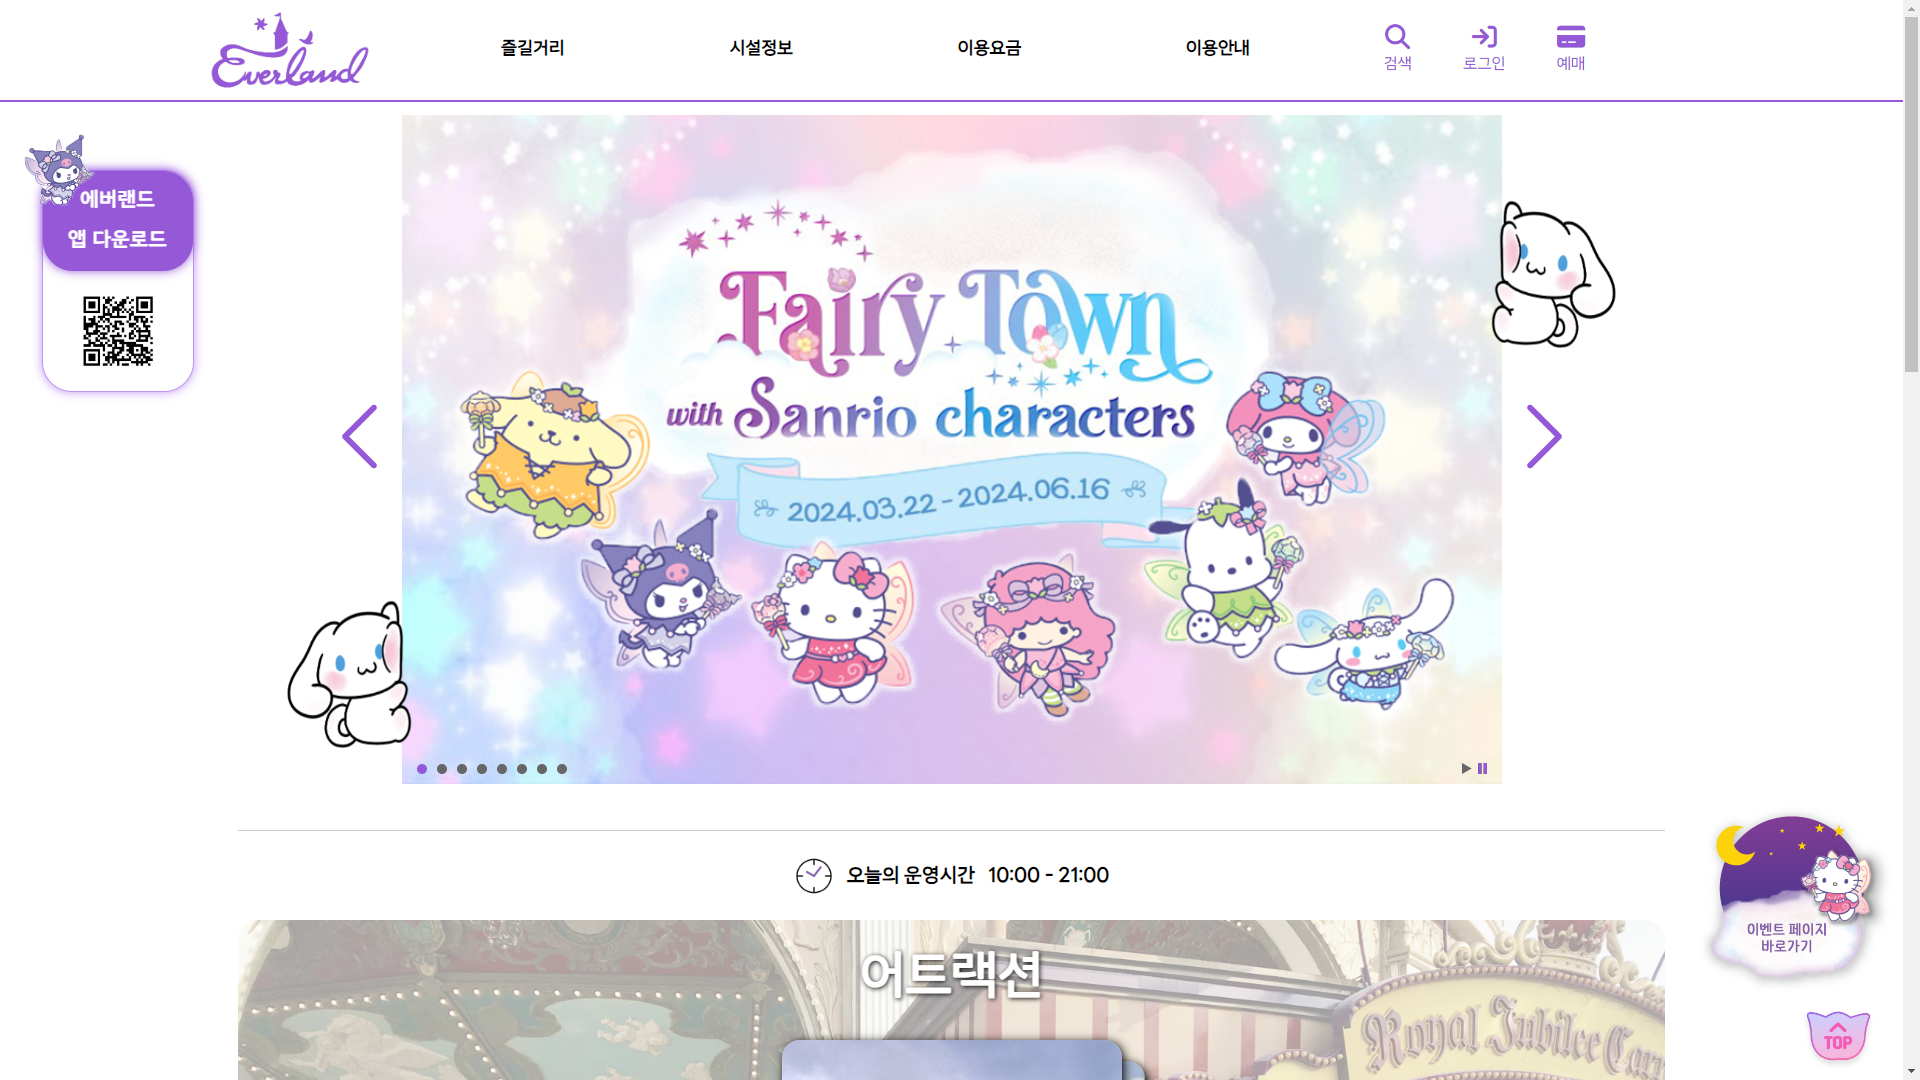 Everland
즐길거리
시설정보
이용요금
이용안내
검색
로그인
예매
에버랜드
앱 다운로드
Fairy Town
with Sanrio characters
2024.03.22 - 2024.06.16
오늘의 운영시간 10:00 - 21:00
어트랙션
Royal Jubilee
이벤트 페이지
바로가기
TOP